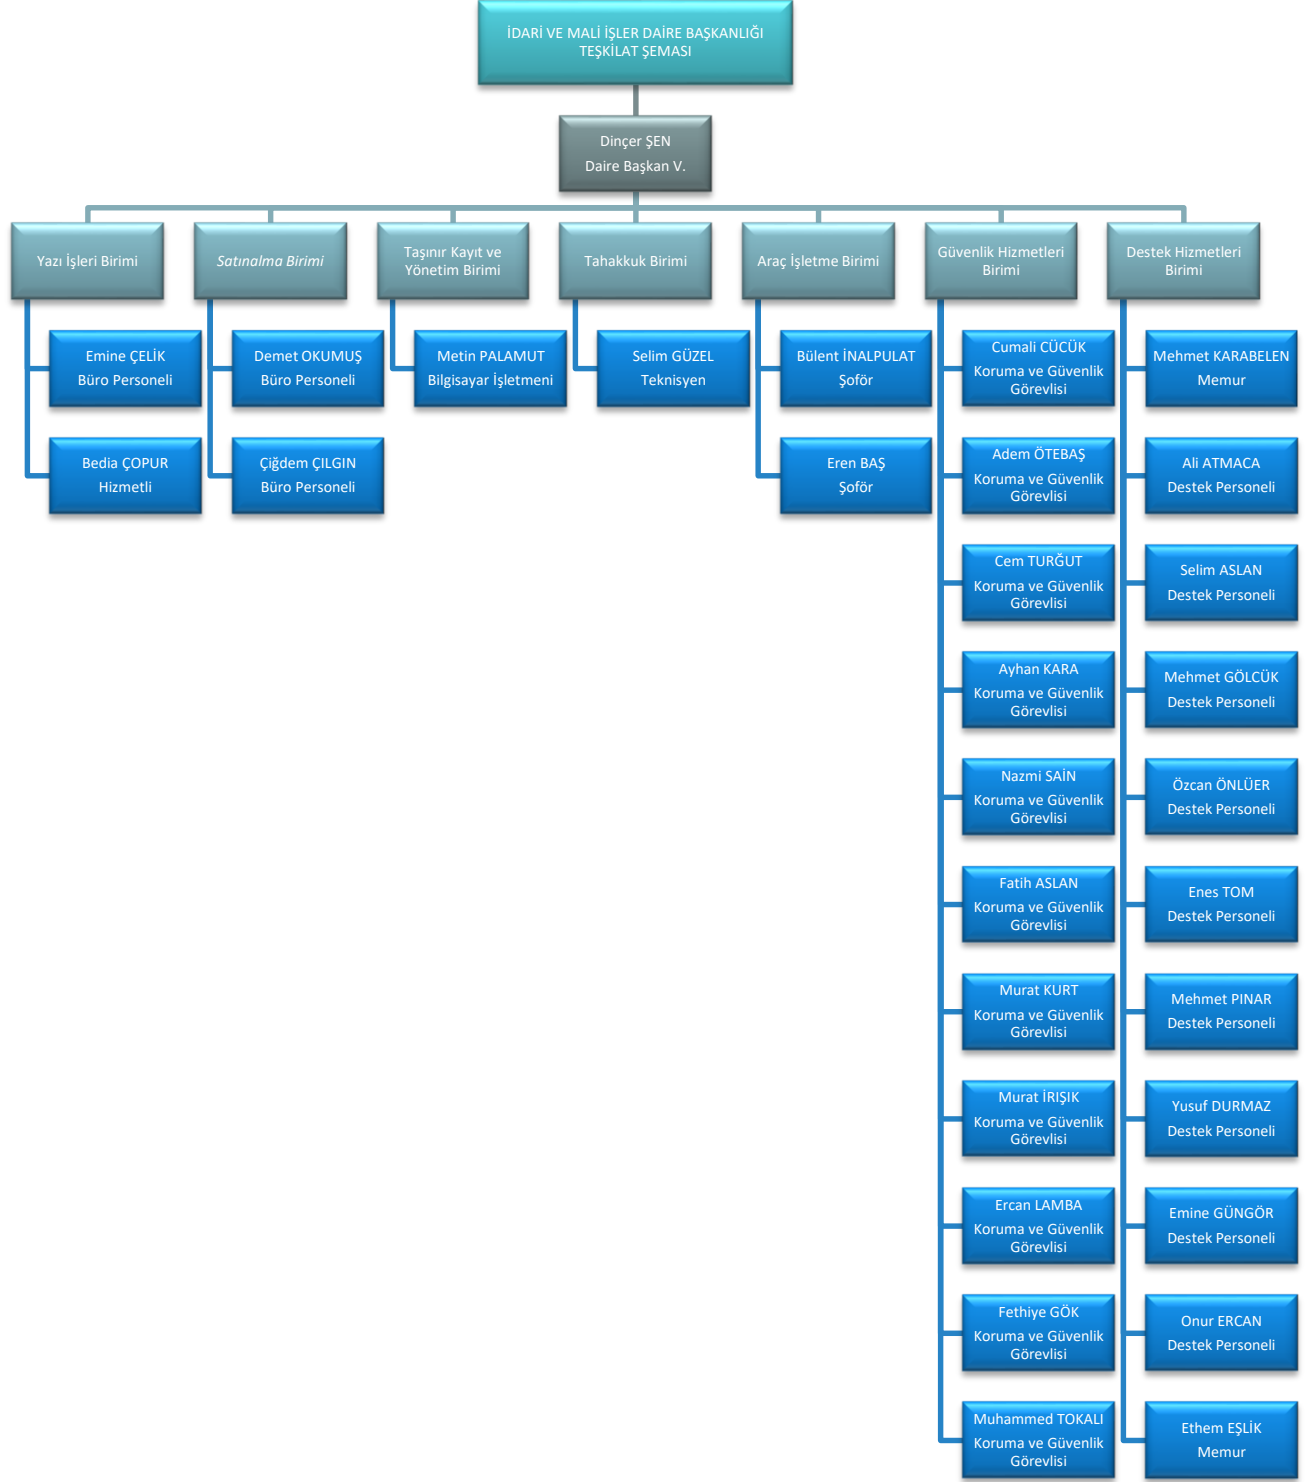 İDARİ VE MALİ İŞLER DAİRE BAŞKANLIĞI
TEŞKİLAT ŞEMASI
Dinçer ŞEN
Daire Başkan V.
Yazı İşleri Birimi
Emine ÇELİK
Büro Personeli
Bedia ÇOPUR
Hizmetli
Satınalma Birimi
Demet OKUMUŞ
Büro Personeli
Çiğdem ÇILGIN
Büro Personeli
Taşınır Kayıt ve
Yönetim Birimi
Metin PALAMUT
Bilgisayar İşletmeni
Tahakkuk Birimi
Selim GÜZEL
Teknisyen
Araç İşletme Birimi
Bülent İNALPULAT
Şoför
Eren BAŞ
Şoför
Güvenlik Hizmetleri
Birimi
Cumali CÜCÜK
Koruma ve Güvenlik
Görevlisi
Adem ÖTEBAŞ
Koruma ve Güvenlik
Görevlisi
Cem TURĞUT
Koruma ve Güvenlik
Görevlisi
Ayhan KARA
Koruma ve Güvenlik
Görevlisi
Nazmi SAİN
Koruma ve Güvenlik
Görevlisi
Fatih ASLAN
Koruma ve Güvenlik
Görevlisi
Murat KURT
Koruma ve Güvenlik
Görevlisi
Murat İRIŞIK
Koruma ve Güvenlik
Görevlisi
Ercan LAMBA
Koruma ve Güvenlik
Görevlisi
Fethiye GÖK
Koruma ve Güvenlik
Görevlisi
Muhammed TOKALI
Koruma ve Güvenlik
Görevlisi
Destek Hizmetleri
Birimi
Mehmet KARABELEN
Memur
Ali ATMACA
Destek Personeli
Selim ASLAN
Destek Personeli
Mehmet GÖLCÜK
Destek Personeli
Özcan ÖNLÜER
Destek Personeli
Enes TOM
Destek Personeli
Mehmet PINAR
Destek Personeli
Yusuf DURMAZ
Destek Personeli
Emine GÜNGÖR
Destek Personeli
Onur ERCAN
Destek Personeli
Ethem EŞLİK
Memur